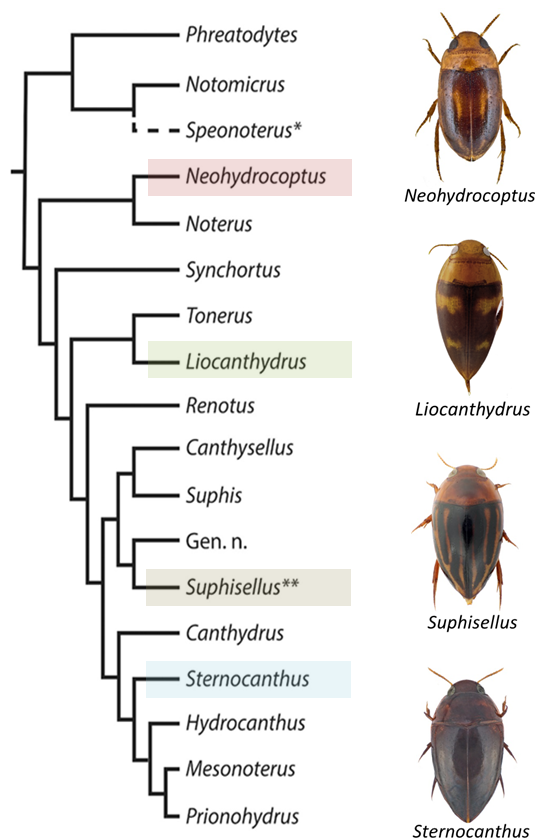 Phreatodytes
Notomicrus
Speonoterus*
Neohydrocoptus
Noterus
Synchortus
Tonerus
Liocanthydrus
Renotus
Canthysellus
Suphis
Gen. n.
Suphisellus**
Canthydrus
Sternocanthus
Hydrocanthus
Mesonoterus
Prionohydrus
Neohydrocoptus
Liocanthydrus
Suphisellus
Sternocanthus